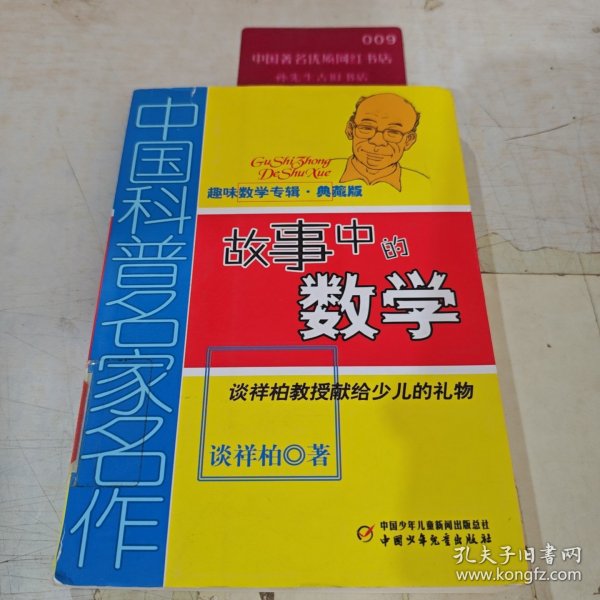 009
中国著名优质网红书店
孙先生古旧书店
中国科普名家名作
GuShiZhong
DeShuXue
趣味数学专辑·典藏版
故事中的
数学
谈祥柏教授献给少儿的礼物
谈祥柏◎著
中国少年儿童新闻出版总社
中国少年儿童出版社
孔夫子旧书网
www.kongfz.com